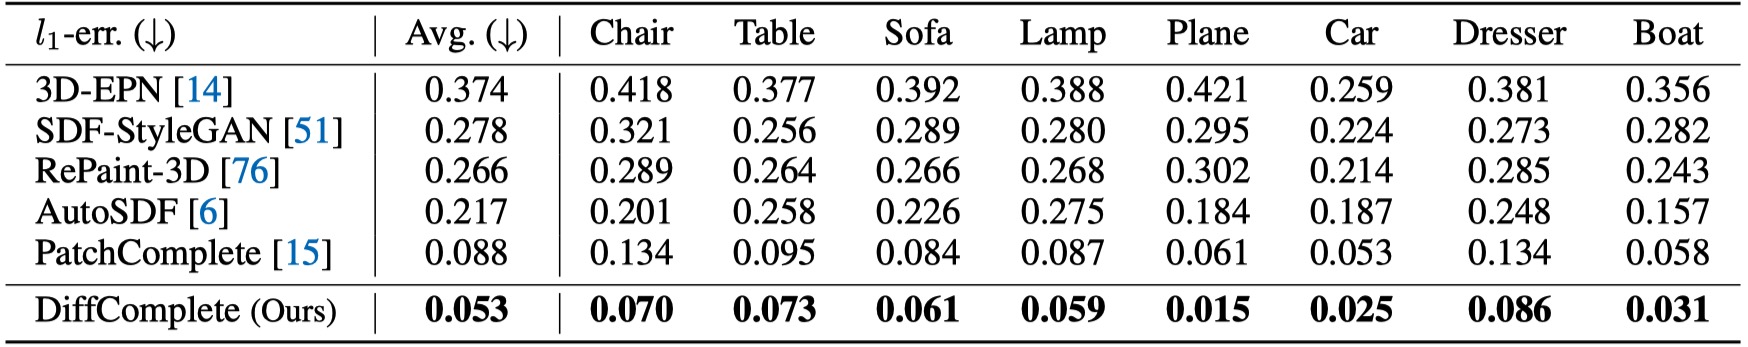 l1-err. (↓) Avg. (↓) Chair Table Sofa Lamp Plane Car Dresser Boat
3D-EPN [14] 0.374 0.418 0.377 0.392 0.388 0.421 0.259 0.381 0.356
SDF-StyleGAN [51] 0.278 0.321 0.256 0.289 0.280 0.295 0.224 0.273 0.282
RePaint-3D [76] 0.266 0.289 0.264 0.266 0.268 0.302 0.214 0.285 0.243
AutoSDF [6] 0.217 0.201 0.258 0.226 0.275 0.184 0.187 0.248 0.157
PatchComplete [15] 0.088 0.134 0.095 0.084 0.087 0.061 0.053 0.134 0.058
DiffComplete (Ours) 0.053 0.070 0.073 0.061 0.059 0.015 0.025 0.086 0.031